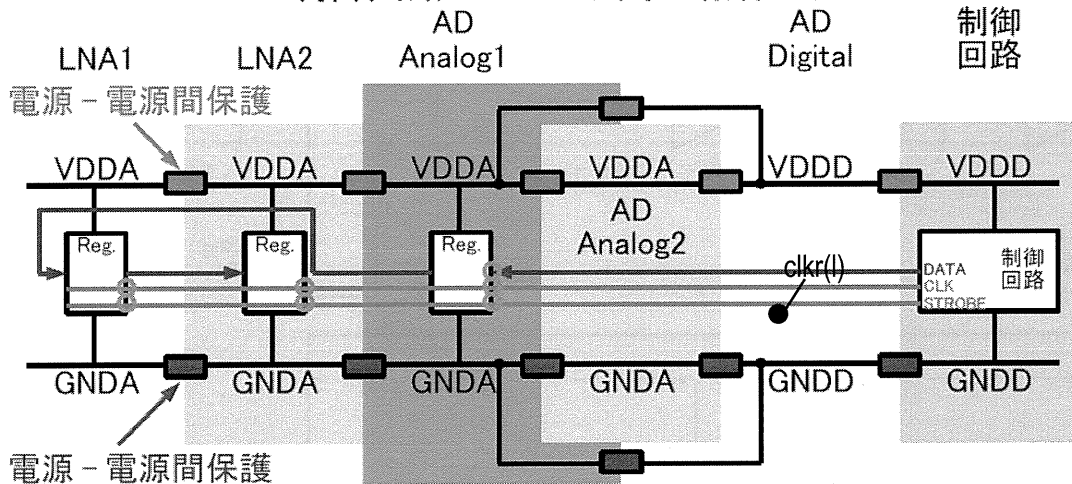 AD
AD
制御
LNA1
LNA2
Analog1
Digital
回路
電源－電源間保護
VDDA
VDDA
VDDA
VDDA
VDDD
VDDD
AD
Analog2
Reg.
Reg.
Reg.
clkr(l)
DATA
CLK
STROBE
制御
回路
GNDA
GNDA
GNDA
GNDA
GNDD
GNDD
電源－電源間保護